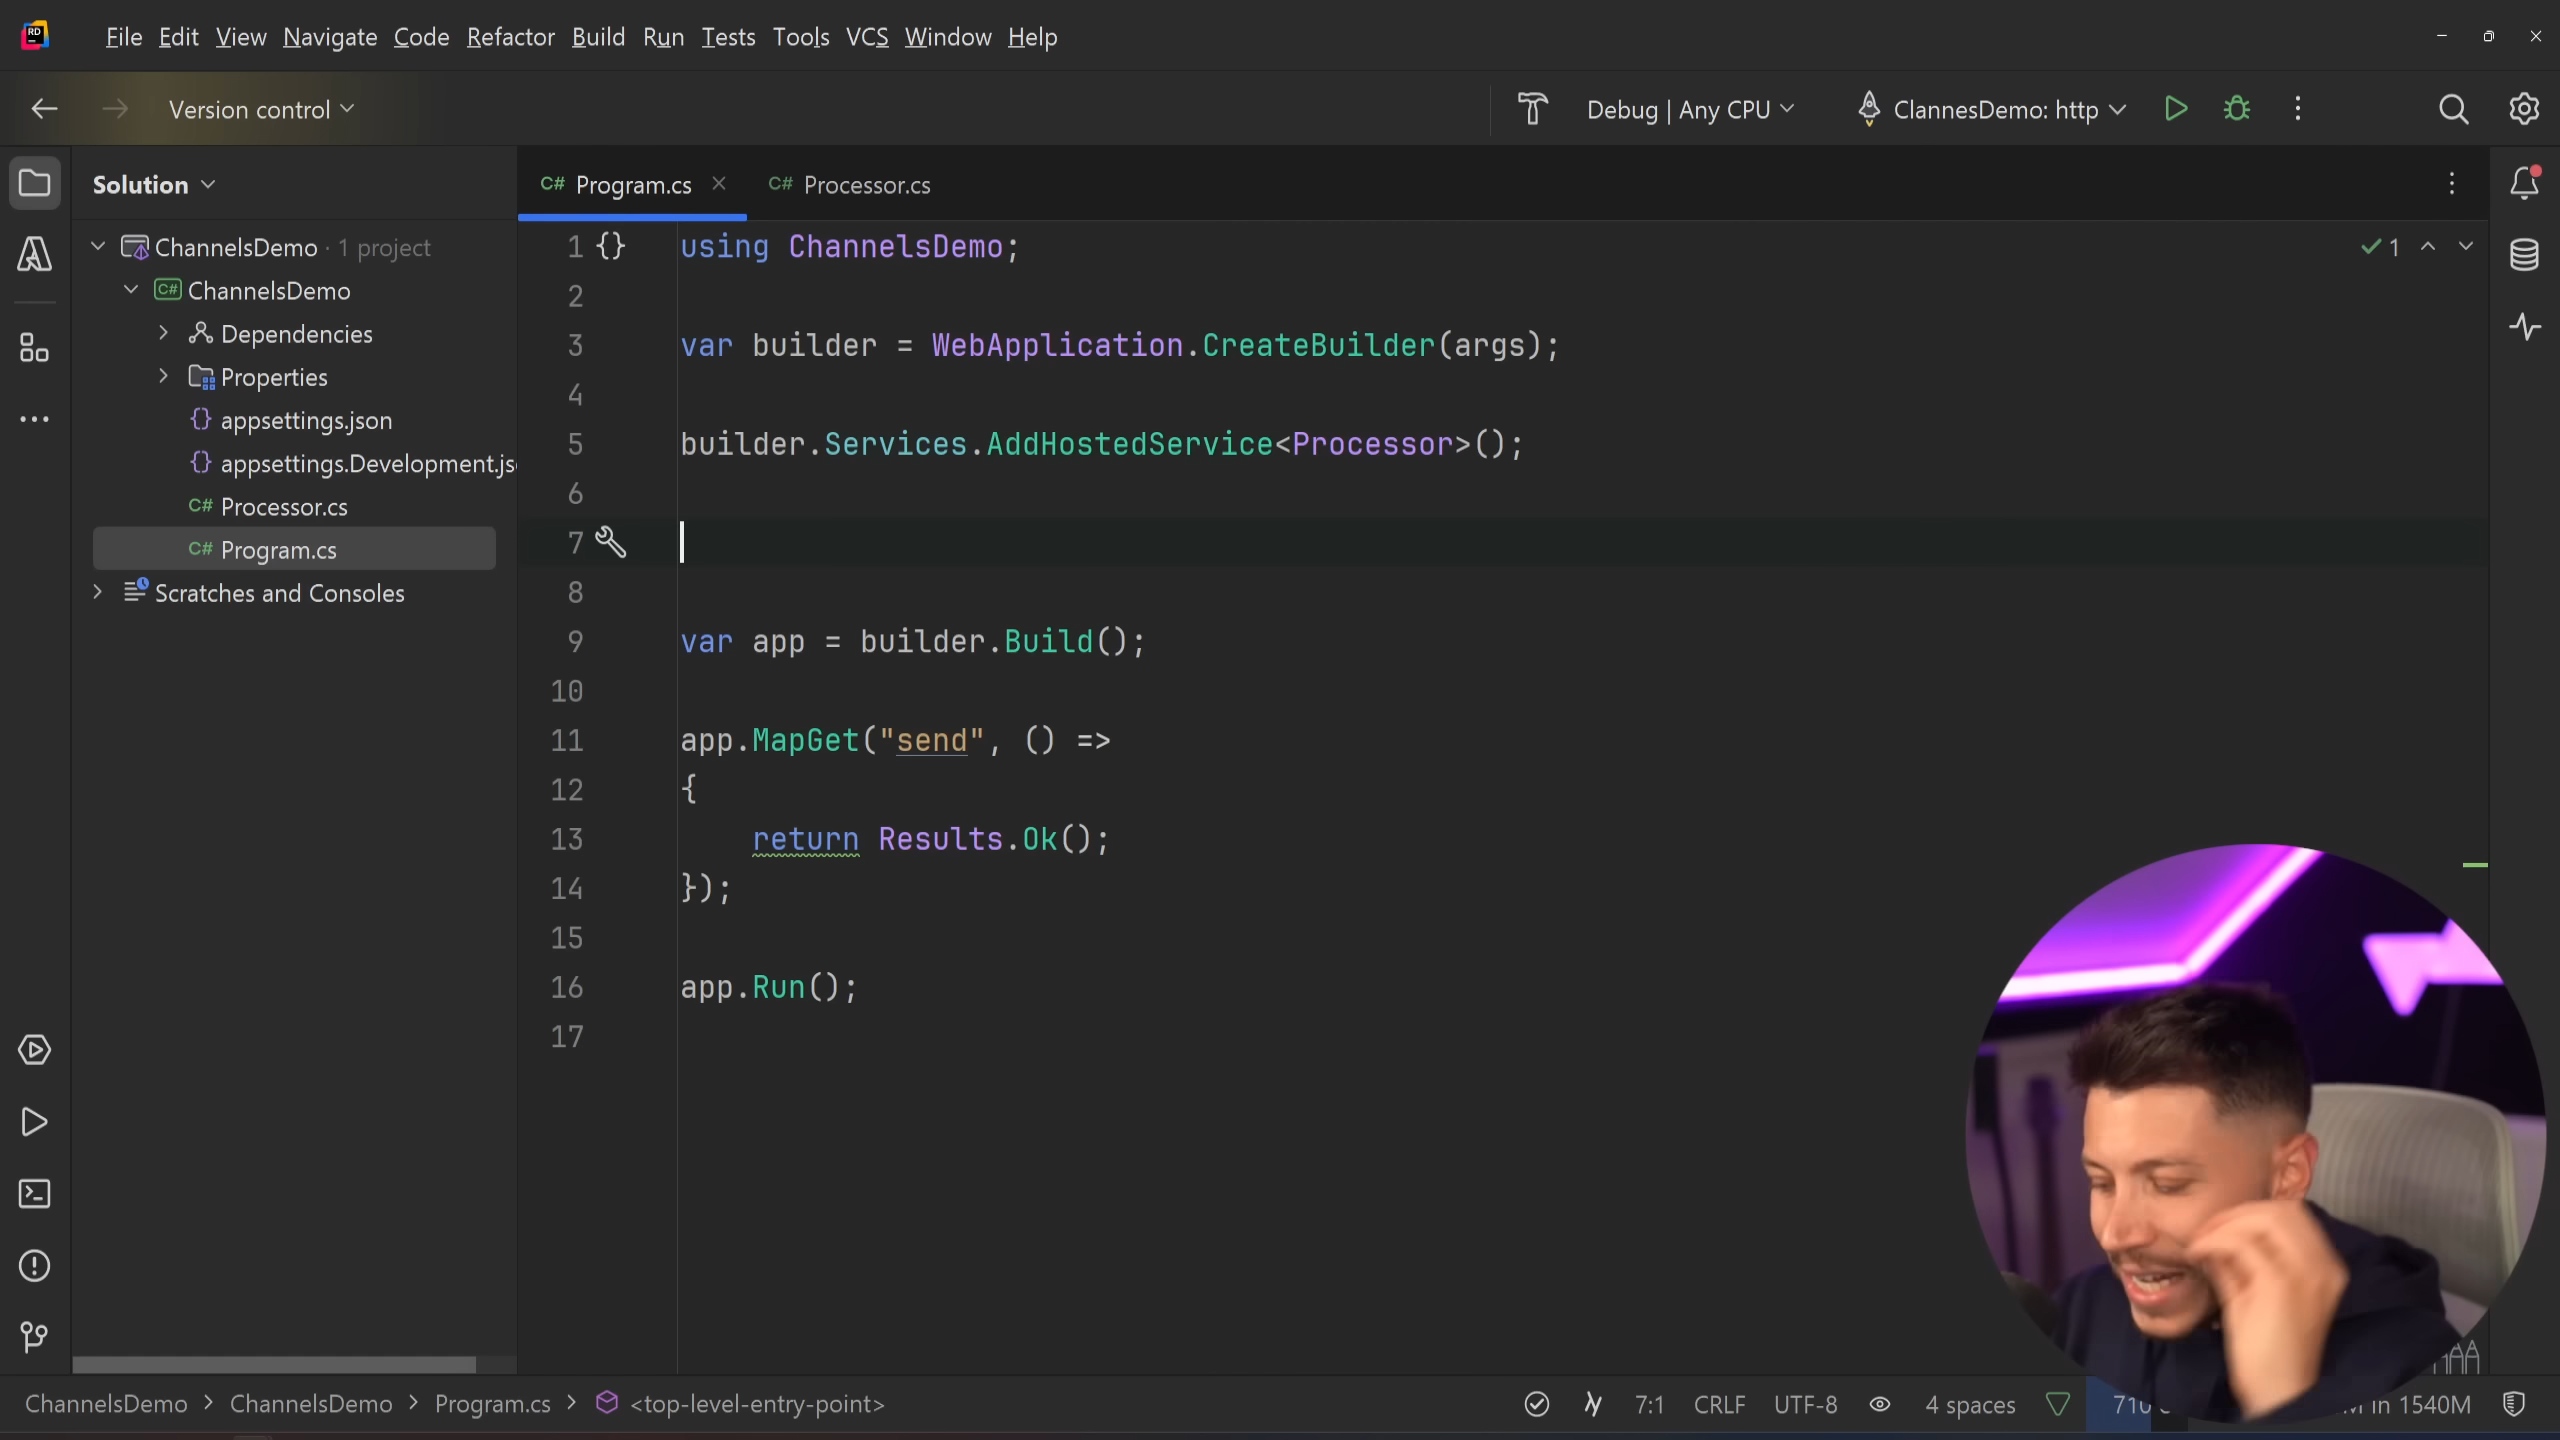 RD
File Edit View Navigate Code Refactor Build Run Tests Tools VCS Window Help
Version control
Debug | Any CPU
ClannesDemo: http
Solution
C# Program.cs
C# Processor.cs
ChannelsDemo · 1 project
C# ChannelsDemo
Dependencies
Properties
{} appsettings.json
{} appsettings.Development.js
C# Processor.cs
C# Program.cs
Scratches and Consoles
1 {} using ChannelsDemo;
1
2
3 var builder = WebApplication.CreateBuilder(args);
4
5 builder.Services.AddHostedService<Processor>();
6
7
8
9 var app = builder.Build();
10
11 app.MapGet("send", () =>
12 {
13 return Results.Ok();
14 });
15
16 app.Run();
17
ChannelsDemo > ChannelsDemo > Program.cs > <top-level-entry-point>
7:1 CRLF UTF-8 4 spaces
710
in 1540M